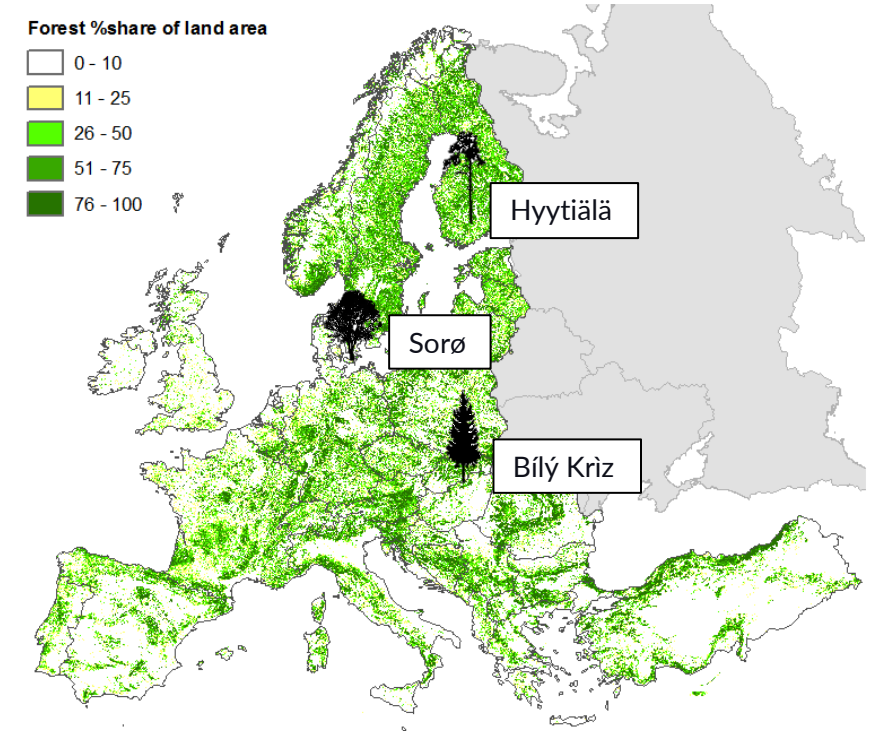 Forest %share of land area
0 - 10
11 - 25
26 - 50
51 - 75
76 - 100
Hyytiälä
Sorø
Bílý Krìz